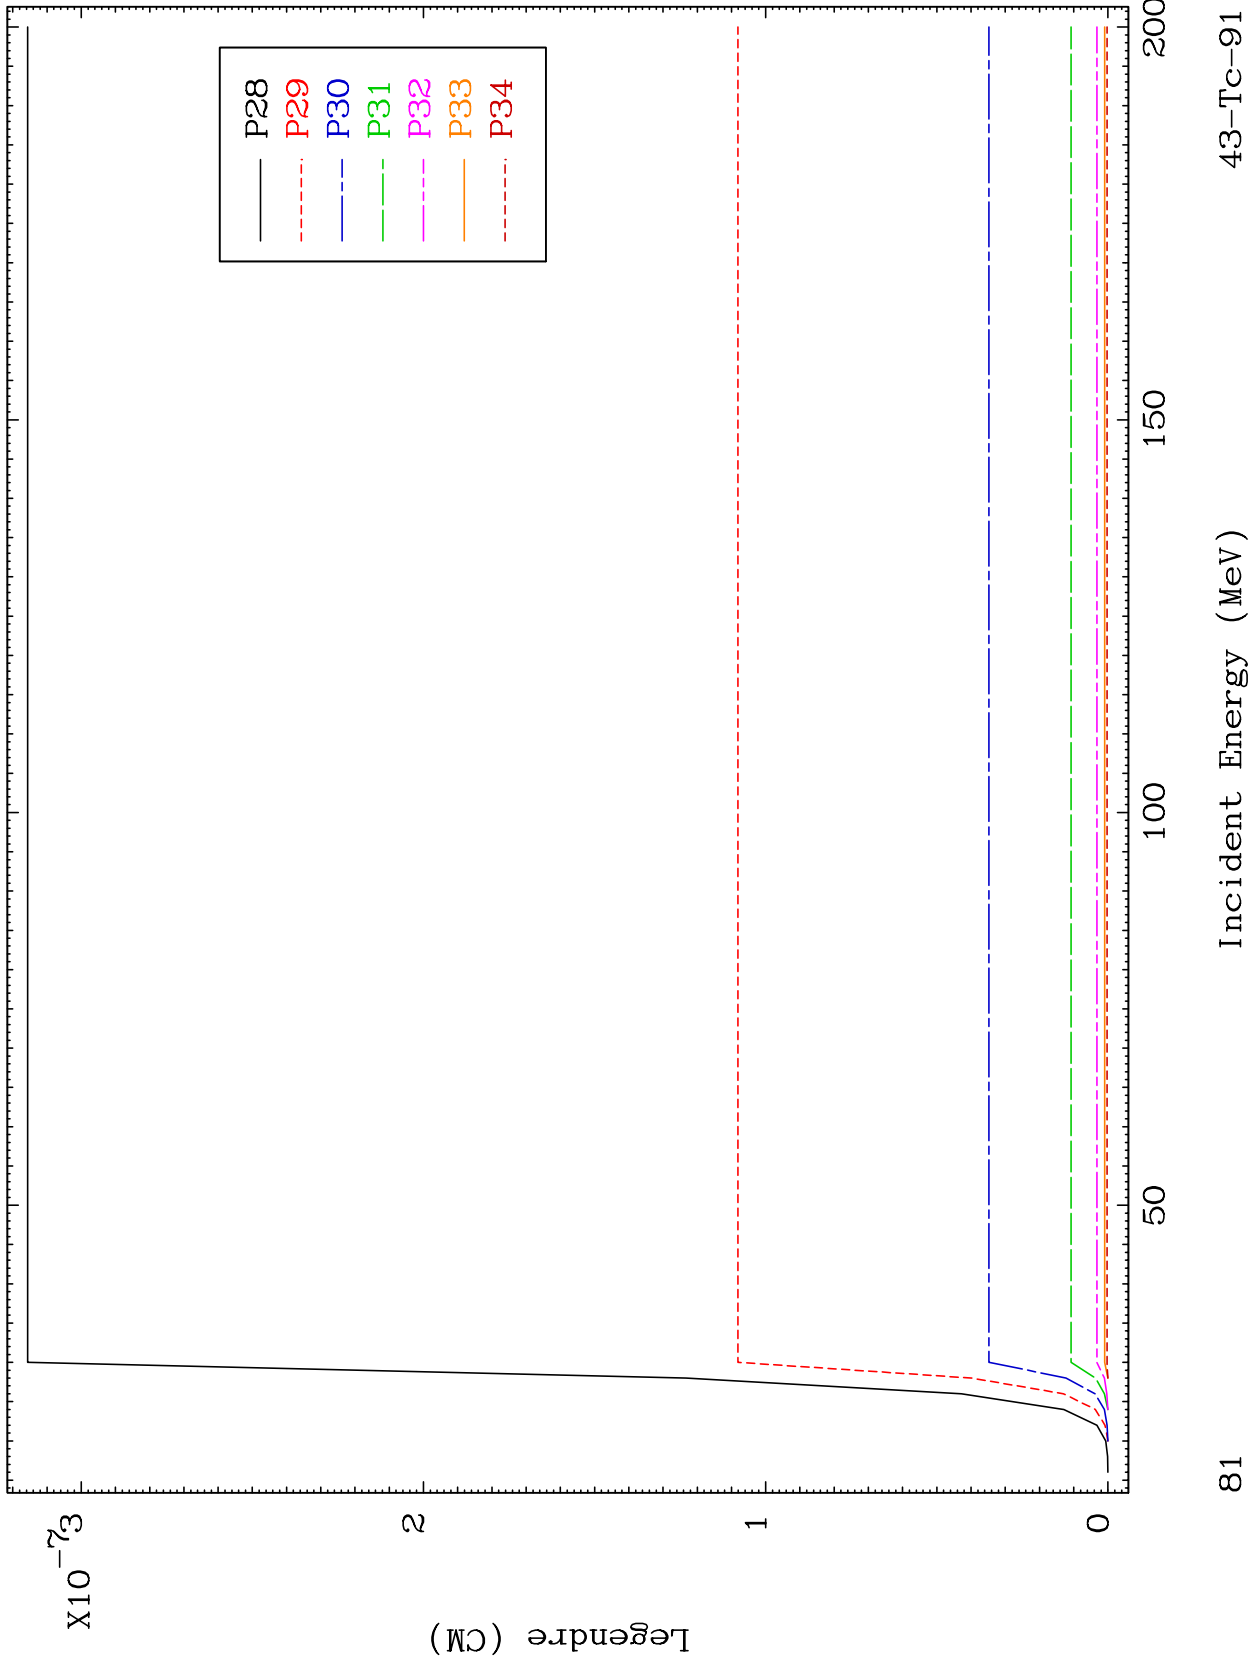 X10⁻⁷
3
2
1
0
Legendre (CM)
P28
P29
P30
P31
P32
P33
P34
50
100
150
200
81
Incident Energy (MeV)
43-Tc-91